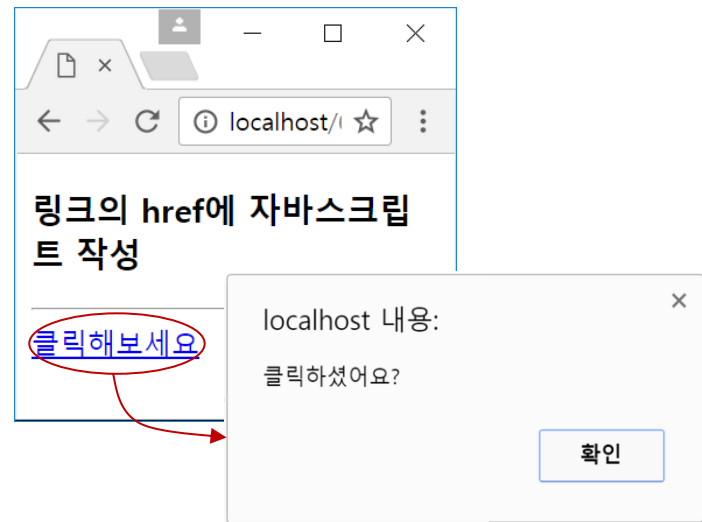 localhost/
링크의 href에 자바스크립
트 작성
클릭해보세요
localhost 내용:
클릭하셨어요?
확인